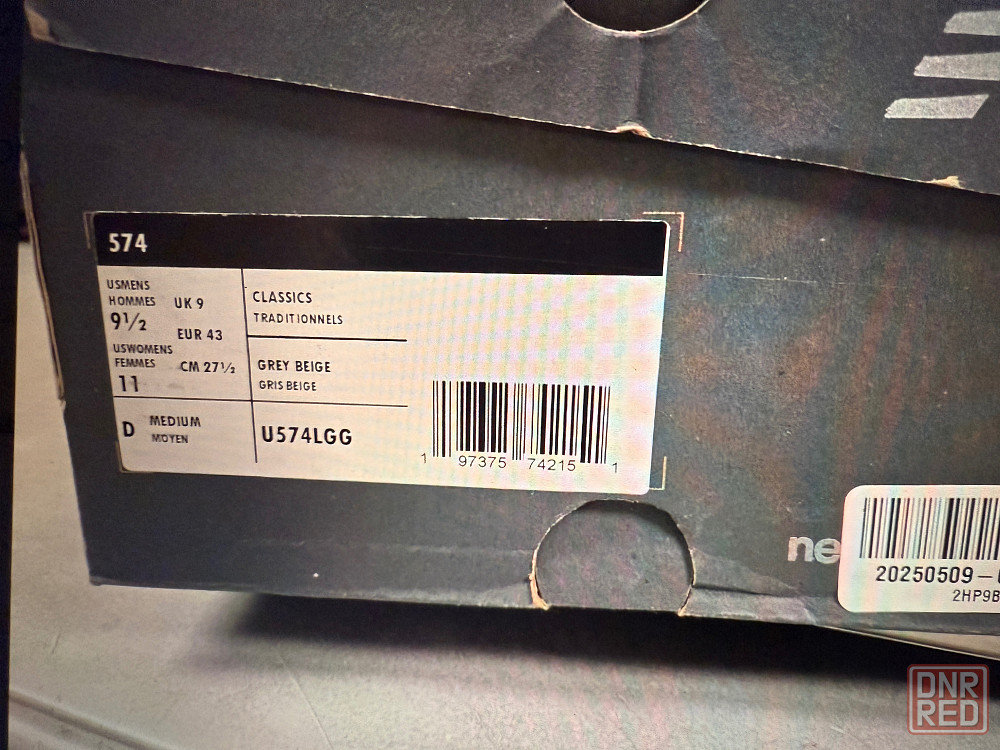 574
USMENS
HOMMES
9½
UK 9
EUR 43
USWOMENS
FEMMES
11
CM 27½
CLASSICS
TRADITIONNELS
GREY BEIGE
GRIS BEIGE
D
MEDIUM
MOYEN
U574LGG
1 97375 74215 1
ne
20250509-
2HP9B
DNR
RED